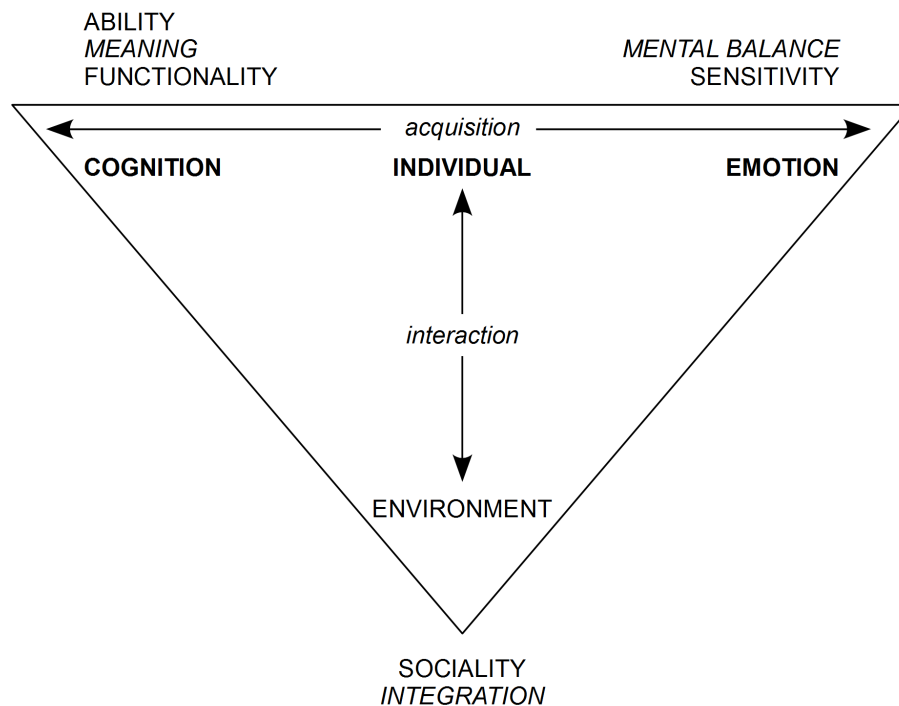 ABILITY
MEANING
FUNCTIONALITY
MENTAL BALANCE
SENSITIVITY
acquisition
COGNITION
INDIVIDUAL
EMOTION
interaction
ENVIRONMENT
SOCIALITY
INTEGRATION